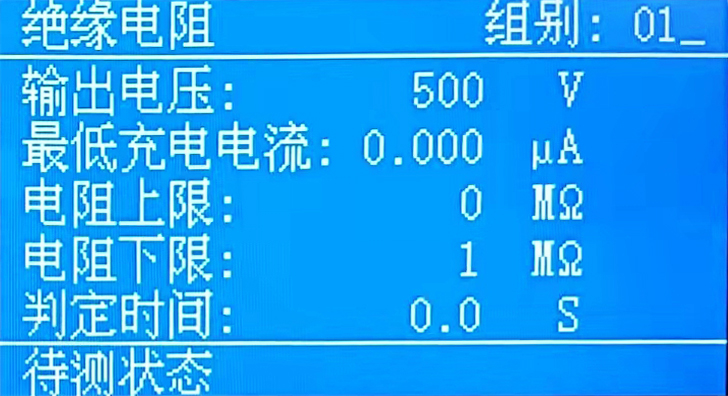 绝缘电阻 组别: 01_
输出电压: 500 V
最低充电电流: 0.000 μA
电阻上限: 0 MΩ
电阻下限: 1 MΩ
判定时间: 0.0 S
待测状态